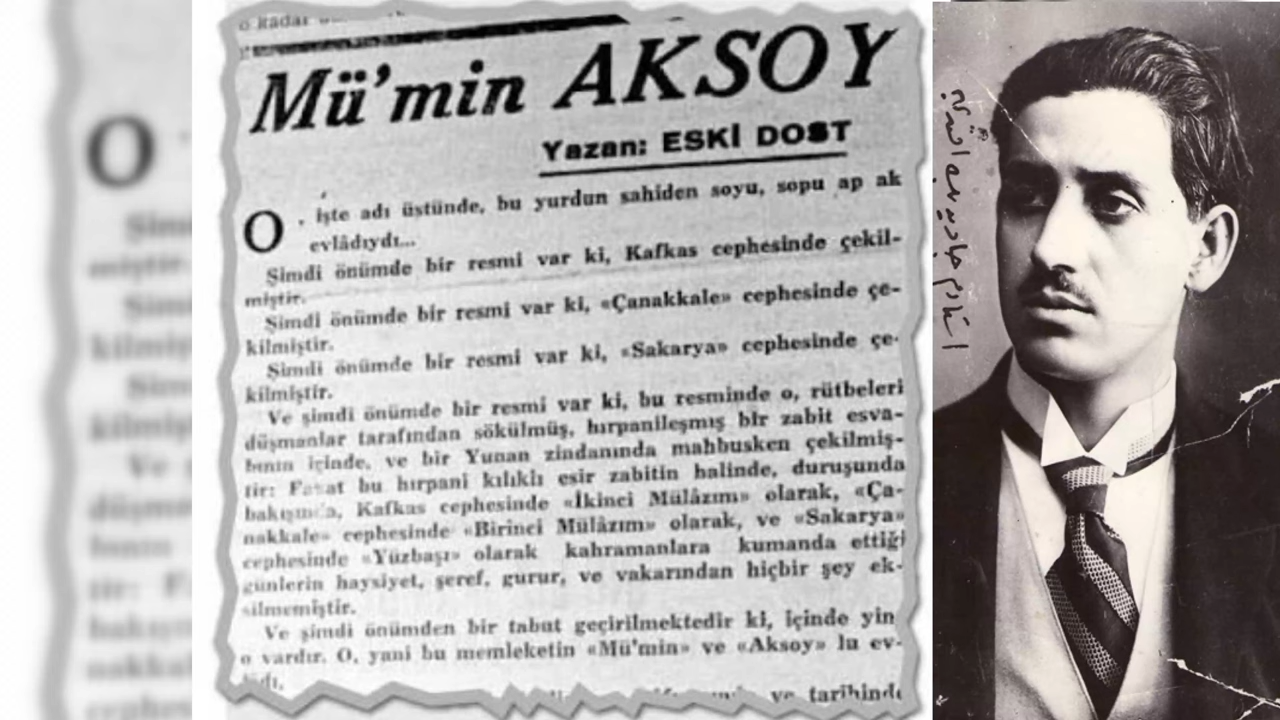 o kadar
Mü'min AKSOY
Yazan: ESKİ DOST
O, işte adı üstünde, bu yurdun sahiden soyu, sopu ap ak
evlâdıydı...
Şimdi önümde bir resmi var ki, Kafkas cephesinde çekil-
miştir.
Şimdi önümde bir resmi var ki, «Çanakkale» cephesinde çe-
kilmiştir.
Şimdi önümde bir resmi var ki, «Sakarya» cephesinde çe-
kilmiştir.
Ve şimdi önümde bir resmi var ki, bu resminde o, rütbeleri
düşmanlar tarafından sökülmüş, hırpanileşmış bir zabit esva-
bının içinde, ve bir Yunan zindanında mahbusken çekilmiş-
tir: Fakat bu hırpani kılıklı esir zabitin halinde, duruşunda
bakışında, Kafkas cephesinde «İkinci Mülâzım» olarak, «Ça-
nakkale» cephesinde «Birinci Mülâzım» olarak, ve «Sakarya»
cephesinde «Yüzbaşı» olarak kahramanlara kumanda ettiği
günlerin haysiyet, şeref, gurur, ve vakarından hiçbir şey ek-
silmemiştir.
Ve şimdi önümden bir tabut geçirilmektedir ki, içinde yin
o vardır. O, yani bu memleketin «Mü'min» ve «Aksoy» lu ev-
ve tarihinde